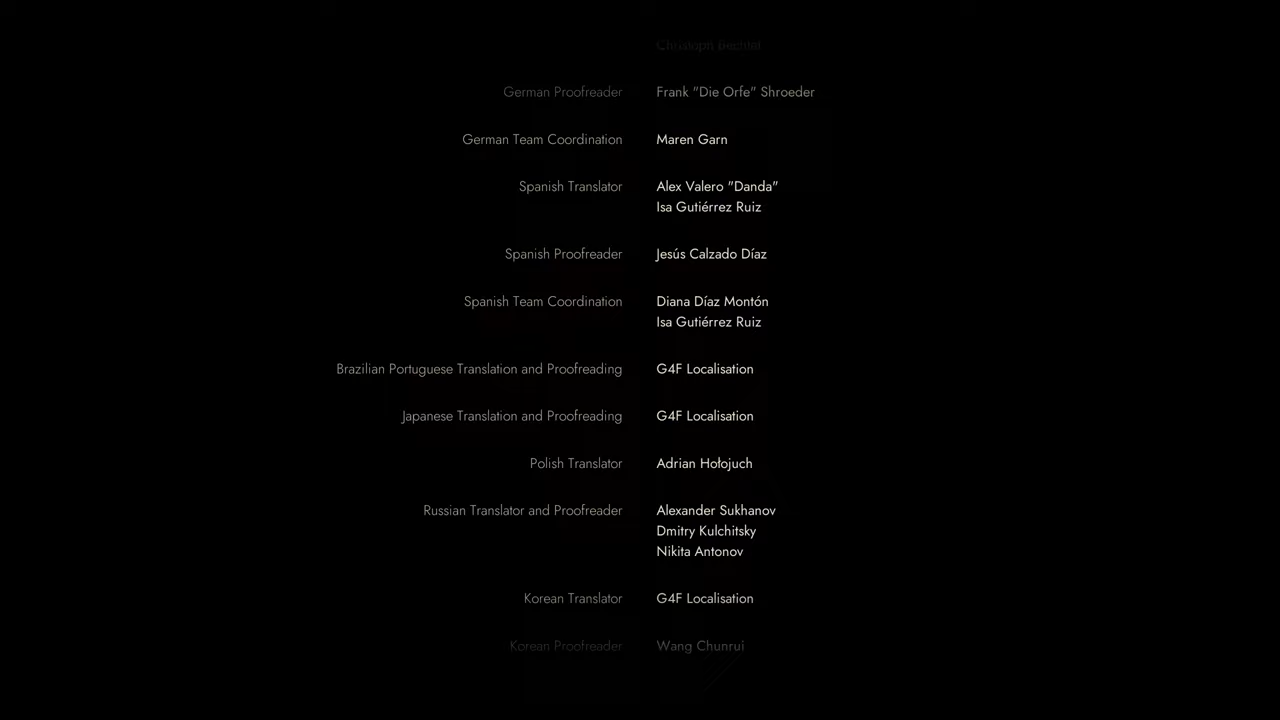 Christoph Bechtel
German Proofreader Frank "Die Orfe" Shroeder
German Team Coordination Maren Garn
Spanish Translator Alex Valero "Danda"
Isa Gutiérrez Ruiz
Spanish Proofreader Jesús Calzado Díaz
Spanish Team Coordination Diana Díaz Montón
Isa Gutiérrez Ruiz
Brazilian Portuguese Translation and Proofreading G4F Localisation
Japanese Translation and Proofreading G4F Localisation
Polish Translator Adrian Hołojuch
Russian Translator and Proofreader Alexander Sukhanov
Dmitry Kulchitsky
Nikita Antonov
Korean Translator G4F Localisation
Korean Proofreader Wang Chunrui